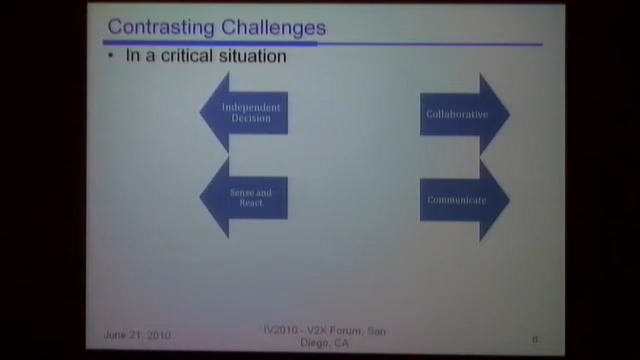 Contrasting Challenges
• In a critical situation
Independent
Decision
Collaborative
Sense and
React
Communicate
June 21, 2010
IV2010 - V2X Forum, San
Diego, CA